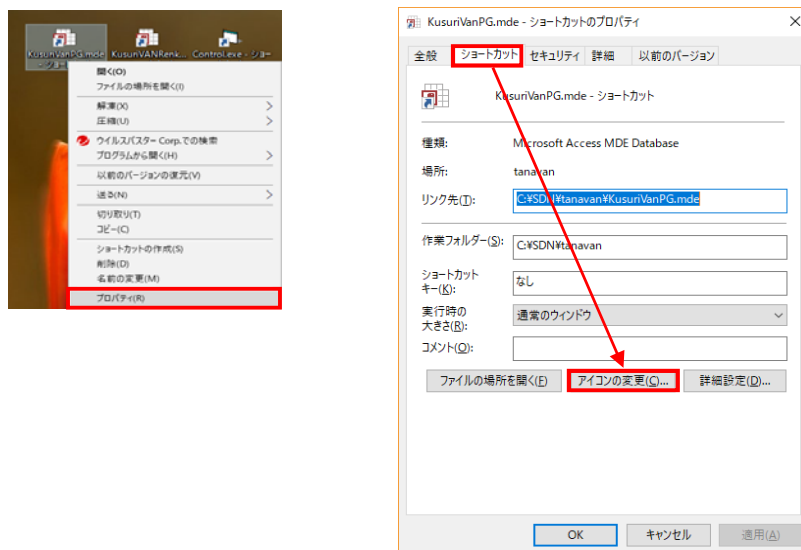 KusuriVanPG.mde KusuriVANRenk... Control.exe - ショー
- ショー
開く(O)
ファイルの場所を開く(I)
解凍(X)
圧縮(U)
ウイルスバスター Corp.での検索
プログラムから開く(H)
以前のバージョンの復元(V)
送る(N)
切り取り(T)
コピー(C)
ショートカットの作成(S)
削除(D)
名前の変更(M)
プロパティ(R)
KusuriVanPG.mde - ショートカットのプロパティ
全般 ショートカット セキュリティ 詳細 以前のバージョン
KusuriVanPG.mde - ショートカット
種類: Microsoft Access MDE Database
場所: tanavan
リンク先(T): C:¥SDN¥tanavan¥KusuriVanPG.mde
作業フォルダー(S): C:¥SDN¥tanavan
ショートカット
キー(K): なし
実行時の
大きさ(R): 通常のウィンドウ
コメント(O):
ファイルの場所を開く(F) アイコンの変更(C)... 詳細設定(D)...
OK キャンセル 適用(A)